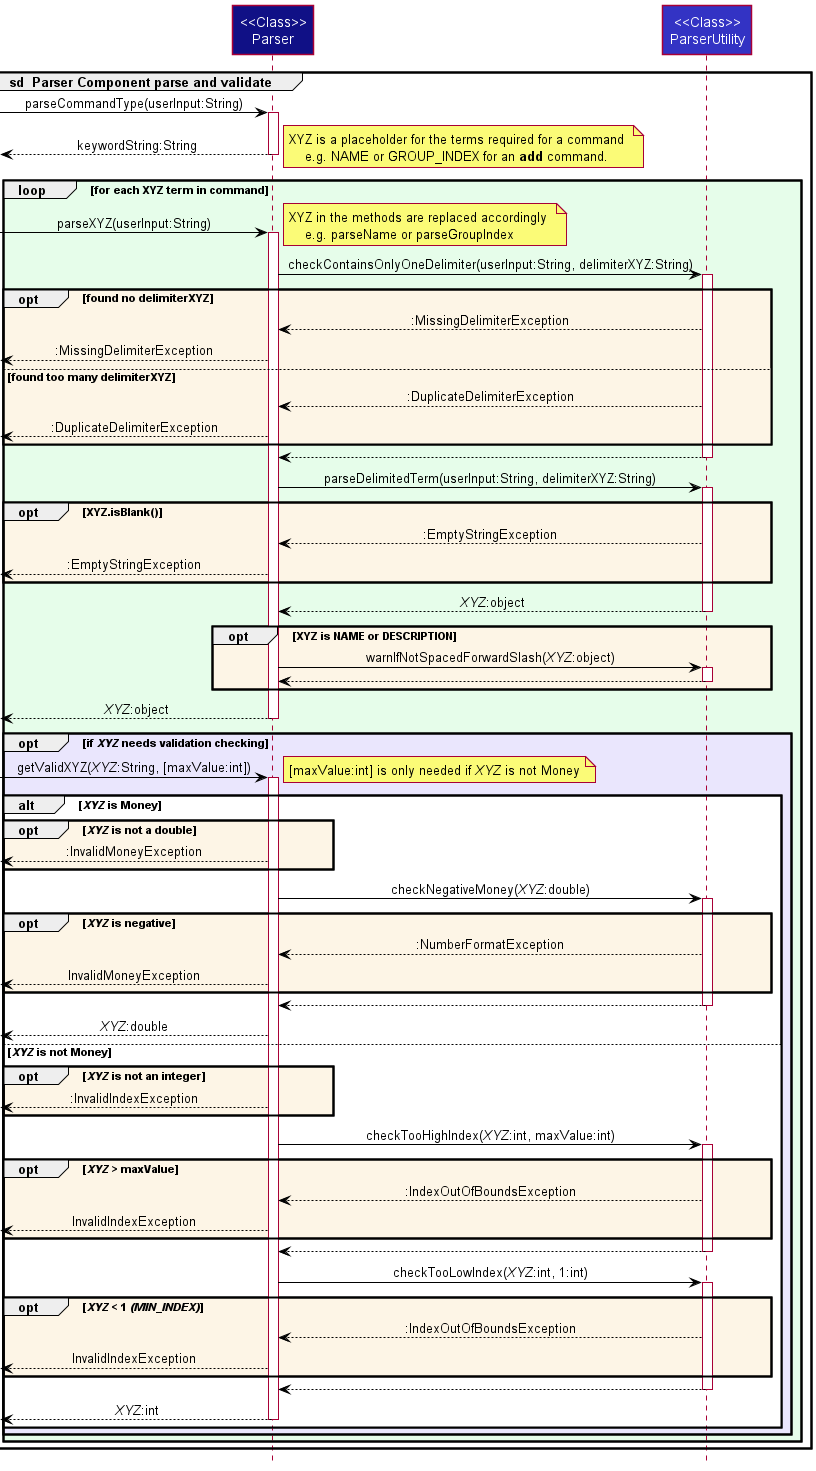 <<Class>>
Parser
<<Class>>
ParserUtility
sd Parser Component parse and validate
parseCommandType(userInput:String)
XYZ is a placeholder for the terms required for a command
e.g. NAME or GROUP_INDEX for an add command.
keywordString:String
loop
[for each XYZ term in command]
XYZ in the methods are replaced accordingly
e.g. parseName or parseGroupIndex
parseXYZ(userInput:String)
checkContainsOnlyOneDelimiter(userInput:String, delimiterXYZ:String)
opt
[found no delimiterXYZ]
:MissingDelimiterException
:MissingDelimiterException
[found too many delimiterXYZ]
:DuplicateDelimiterException
:DuplicateDelimiterException
parseDelimitedTerm(userInput:String, delimiterXYZ:String)
opt
[XYZ.isBlank()]
:EmptyStringException
:EmptyStringException
XYZ:object
opt
[XYZ is NAME or DESCRIPTION]
warnIfNotSpacedForwardSlash(XYZ:object)
XYZ:object
opt
[if XYZ needs validation checking]
getValidXYZ(XYZ:String, [maxValue:int])
[maxValue:int] is only needed if XYZ is not Money
alt
[XYZ is Money]
opt
[XYZ is not a double]
:InvalidMoneyException
checkNegativeMoney(XYZ:double)
opt
[XYZ is negative]
:NumberFormatException
InvalidMoneyException
XYZ:double
[XYZ is not Money]
opt
[XYZ is not an integer]
:InvalidIndexException
checkTooHighIndex(XYZ:int, maxValue:int)
opt
[XYZ > maxValue]
:IndexOutOfBoundsException
InvalidIndexException
checkTooLowIndex(XYZ:int, 1:int)
opt
[XYZ < 1 (MIN_INDEX)]
:IndexOutOfBoundsException
InvalidIndexException
XYZ:int